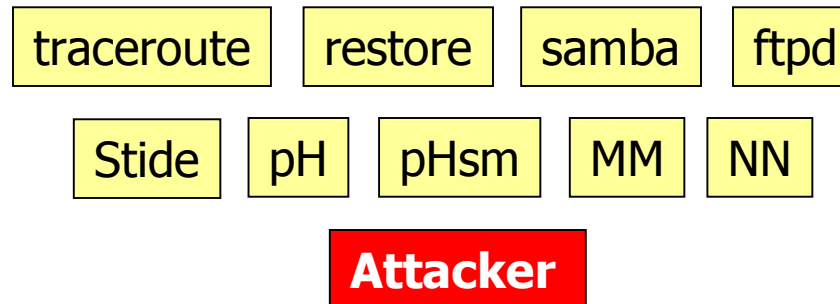 traceroute restore samba ftpd
Stide pH pHsm MM NN
Attacker